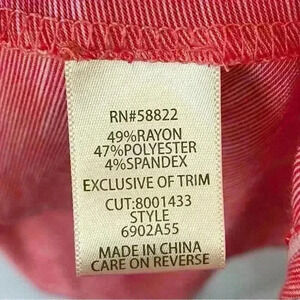 RN#58822
49%RAYON
47%POLYESTER
4%SPANDEX
EXCLUSIVE OF TRIM
CUT:8001433
STYLE
6902A55
MADE IN CHINA
CARE ON REVERSE